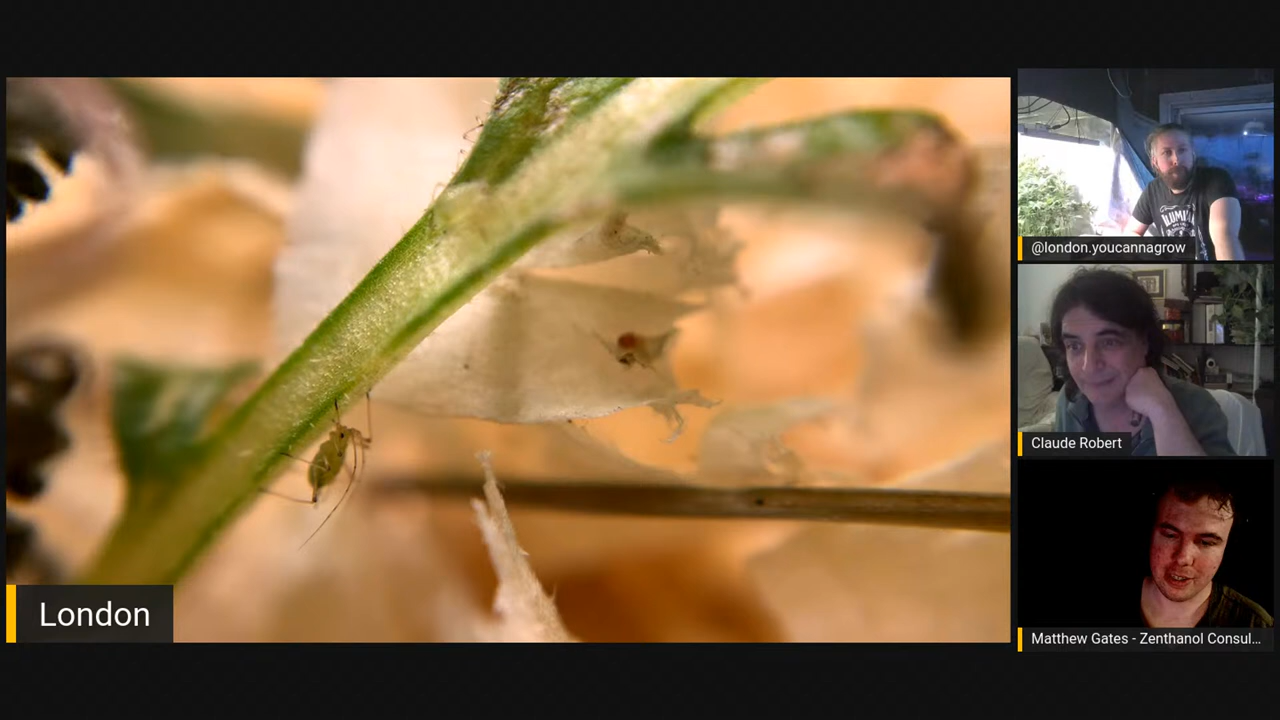 London
@london.youcannagrow
Claude Robert
Matthew Gates - Zenthanol Consul...